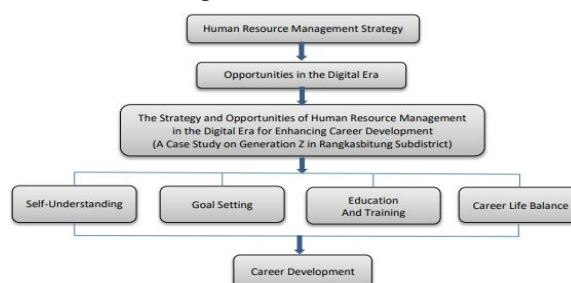 Human Resource Management Strategy
Opportunities in the Digital Era
The Strategy and Opportunities of Human Resource Management
in the Digital Era for Enhancing Career Development
(A Case Study on Generation Z in Rangkasbitung Subdistrict)
Self-Understanding
Goal Setting
Education
And Training
Career Life Balance
Career Development